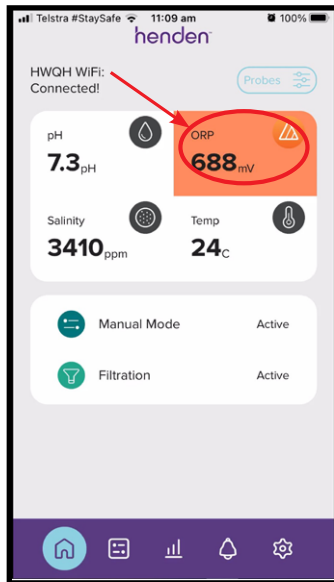 Telstra #StaySafe 11:09 am 100%
henden
HWQH WiFi:
Connected!
Probes
pH
7.3pH
ORP
688mV
Salinity
3410ppm
Temp
24C
Manual Mode Active
Filtration Active